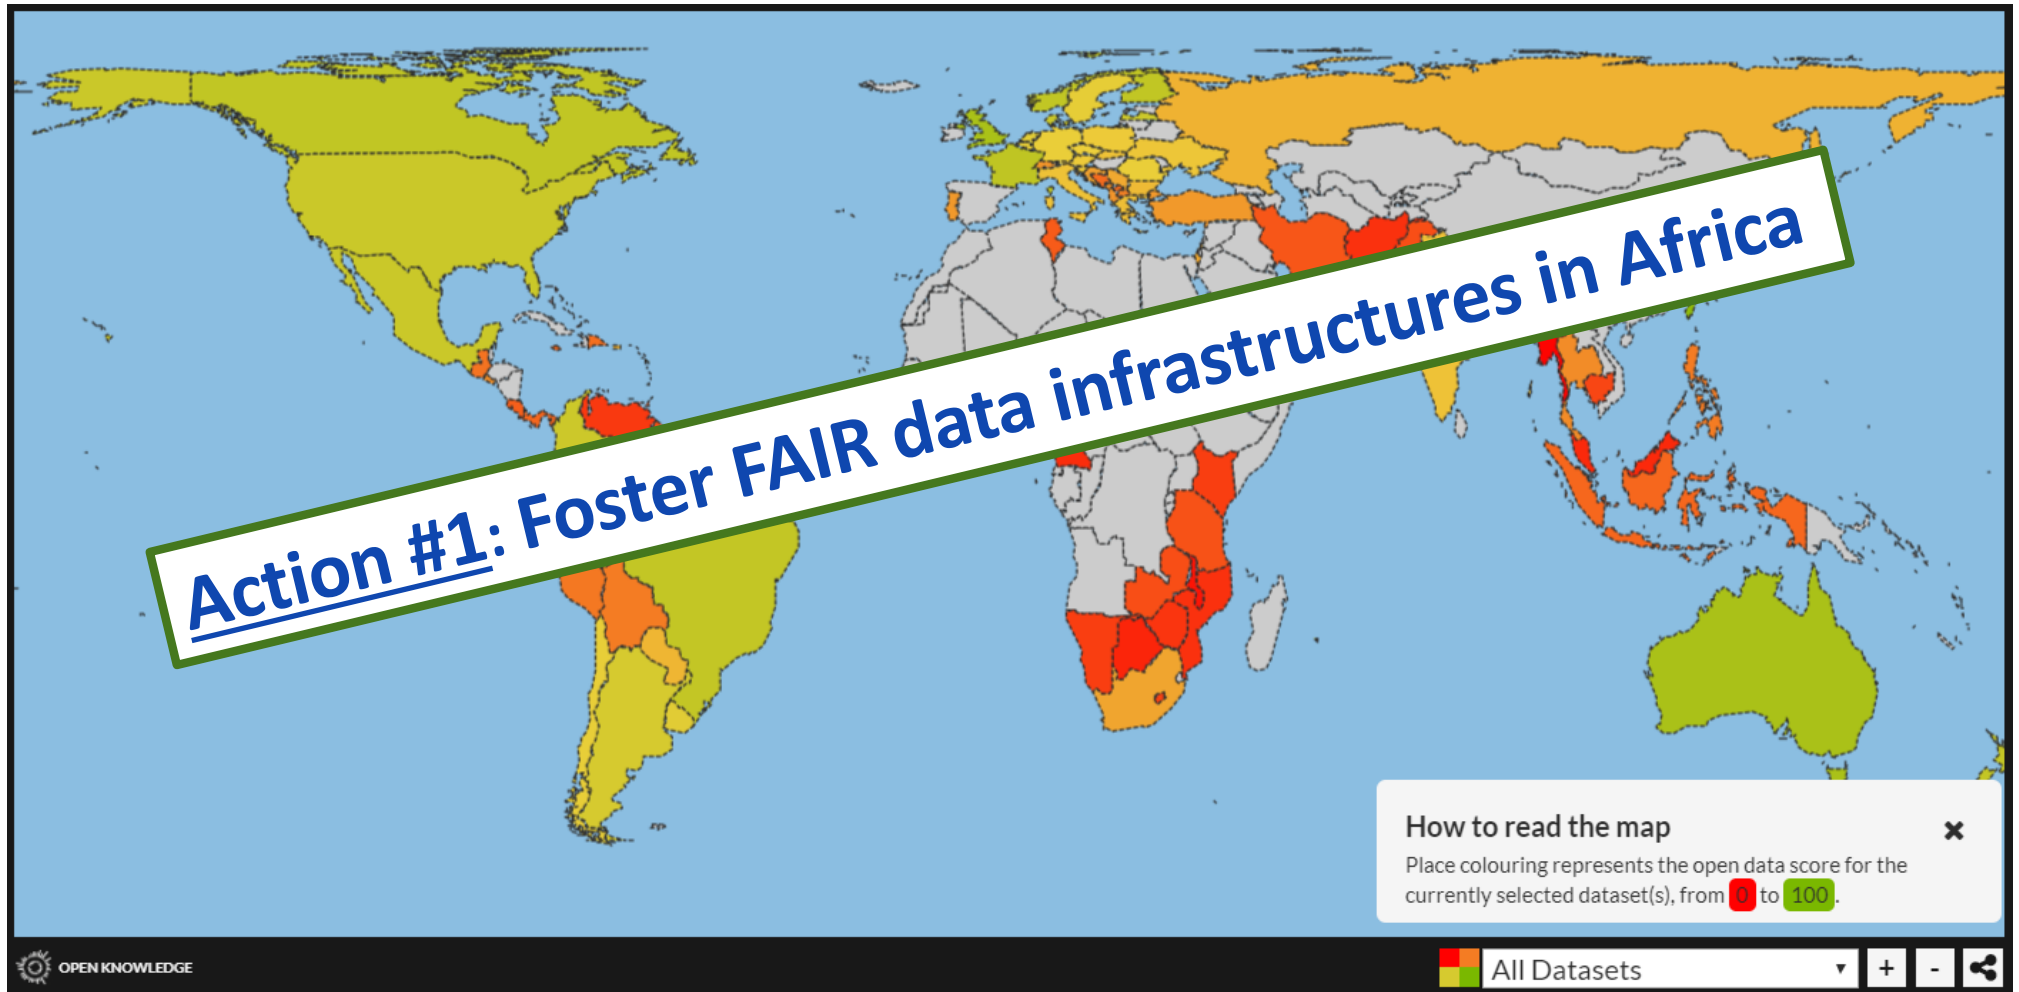 Action #1: Foster FAIR data infrastructures in Africa
How to read the map
Place colouring represents the open data score for the
currently selected dataset(s), from 0 to 100.
OPEN KNOWLEDGE
All Datasets
+ -